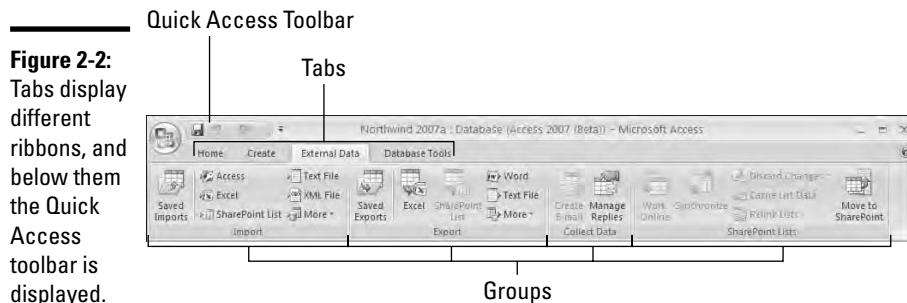 Quick Access Toolbar
Figure 2-2:
Tabs display
different
ribbons, and
below them
the Quick
Access
toolbar is
displayed.
Tabs
Northwind 2007a : Database (Access 2007 (Beta)) - Microsoft Access
Home Create External Data Database Tools
Saved Imports
Access
Excel
SharePoint List
Text File
XML File
More
Import
Saved Exports
Excel
SharePoint List
Word
Text File
More
Export
Create E-mail
Manage Replies
Collect Data
Work Online
Synchronize
Discard Changes
Cache List Data
Relink Lists
Move to SharePoint
SharePoint Lists
Groups